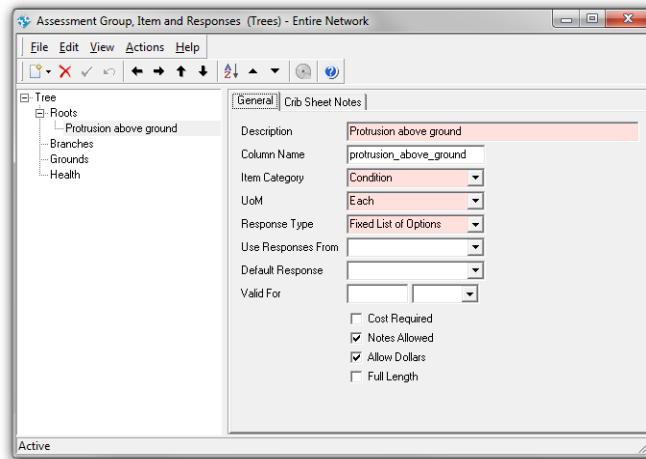 Assessment Group, Item and Responses (Trees) - Entire Network
File Edit View Actions Help
Tree
Roots
Protrusion above ground
Branches
Grounds
Health
General Crib Sheet Notes
Description Protrusion above ground
Column Name protrusion_above_ground
Item Category Condition
UoM Each
Response Type Fixed List of Options
Use Responses From
Default Response
Valid For
Cost Required
Notes Allowed
Allow Dollars
Full Length
Active